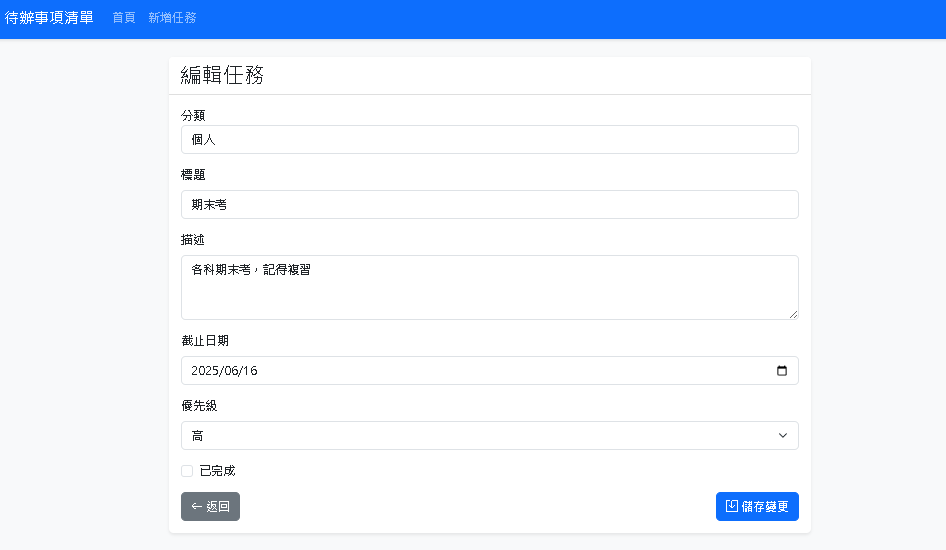 待辦事項清單 首頁 新增任務
編輯任務
分類
個人
標題
期末考
描述
各科期末考，記得複習
截止日期
2025/06/16
優先級
高
已完成
← 返回 儲存變更